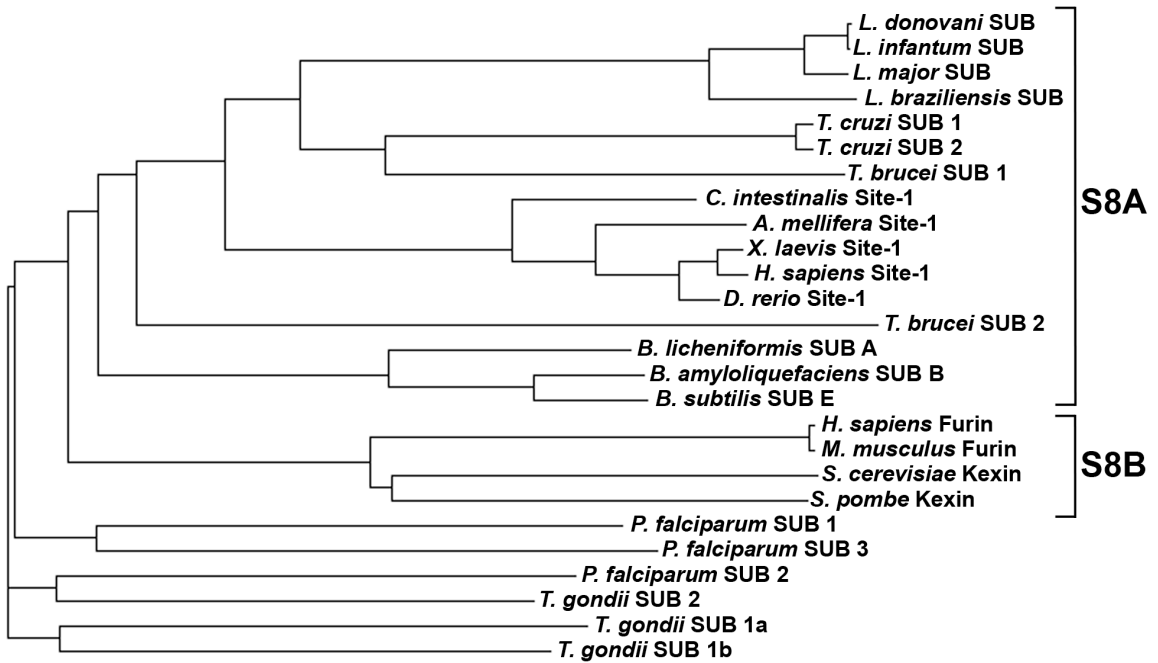 L. donovani SUB
L. infantum SUB
L. major SUB
L. braziliensis SUB
T. cruzi SUB 1
T. cruzi SUB 2
T. brucei SUB 1
C. intestinalis Site-1
A. mellifera Site-1
X. laevis Site-1
H. sapiens Site-1
D. rerio Site-1
T. brucei SUB 2
B. licheniformis SUB A
B. amyloliquefaciens SUB B
B. subtilis SUB E
S8A
H. sapiens Furin
M. musculus Furin
S. cerevisiae Kexin
S. pombe Kexin
S8B
P. falciparum SUB 1
P. falciparum SUB 3
P. falciparum SUB 2
T. gondii SUB 2
T. gondii SUB 1a
T. gondii SUB 1b